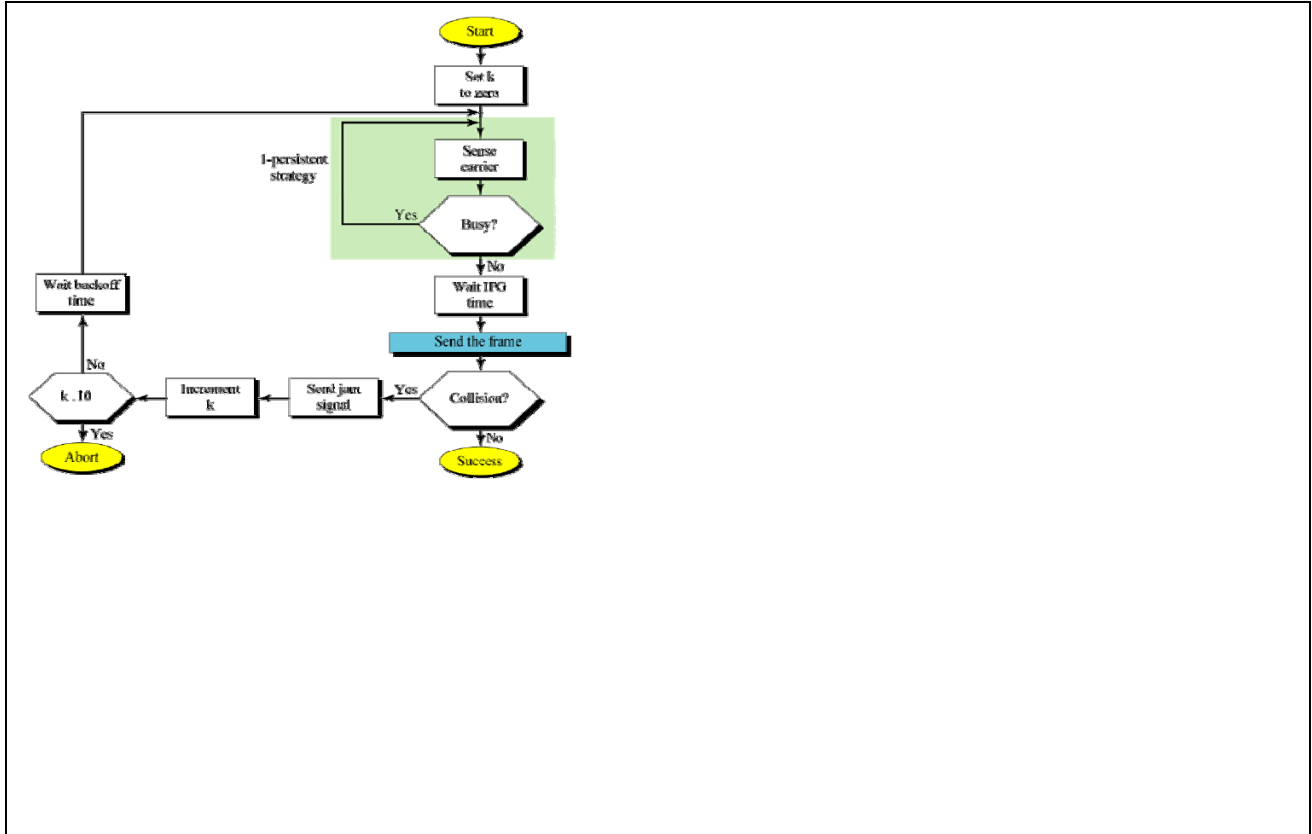 Start
Set k
to zero
1-persistent
strategy
Sense
carrier
Yes
Busy?
No
Wait backoff
time
Wait IPG
time
Send the frame
No
k .10
Increment
k
Send jam
signal
Yes
Collision?
Yes
No
Abort
Success